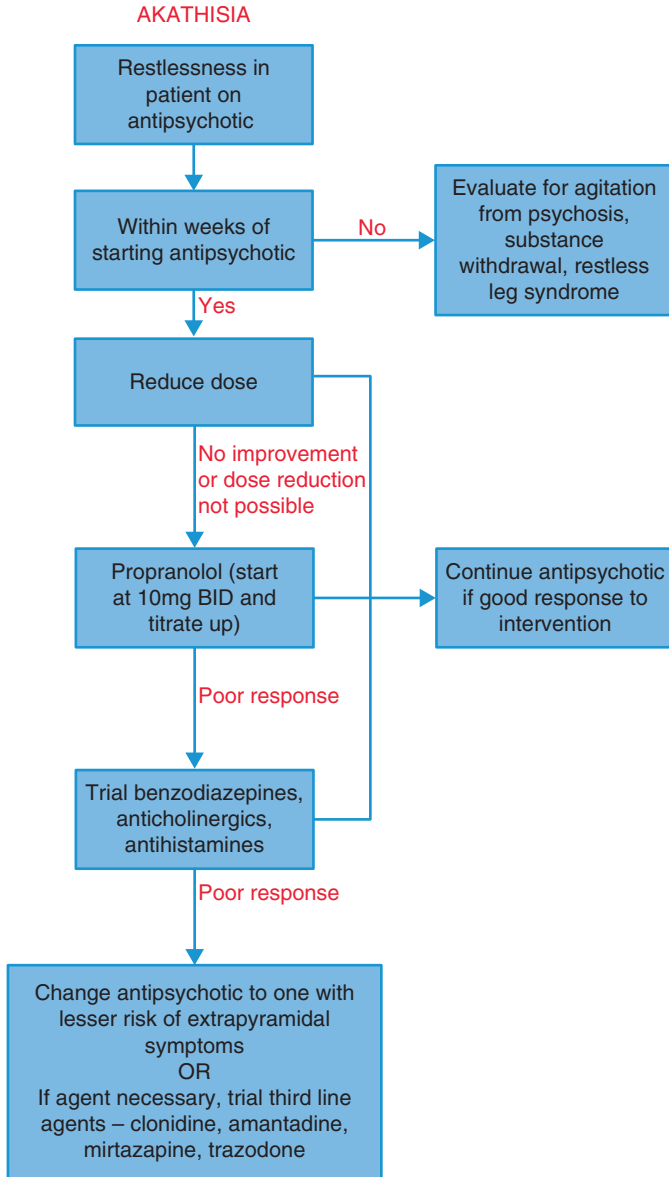 AKATHISIA
Restlessness in
patient on
antipsychotic
Within weeks of
starting antipsychotic
No
Evaluate for agitation
from psychosis,
substance
withdrawal, restless
leg syndrome
Yes
Reduce dose
No improvement
or dose reduction
not possible
Propranolol (start
at 10mg BID and
titrate up)
Continue antipsychotic
if good response to
intervention
Poor response
Trial benzodiazepines,
anticholinergics,
antihistamines
Poor response
Change antipsychotic to one with
lesser risk of extrapyramidal
symptoms
OR
If agent necessary, trial third line
agents – clonidine, amantadine,
mirtazapine, trazodone